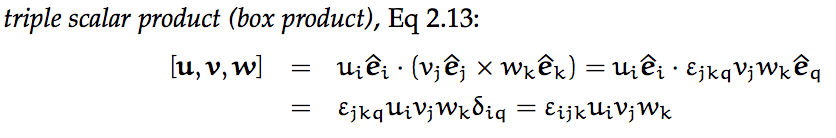 triple scalar product (box product), Eq 2.13:
[u, v, w] = uᵢêᵢ · (vⱼêⱼ × wₖêₖ) = uᵢêᵢ · εⱼₖqvⱼwₖêq
= εⱼₖquᵢvⱼwₖδᵢq = εᵢⱼₖuᵢvⱼwₖ